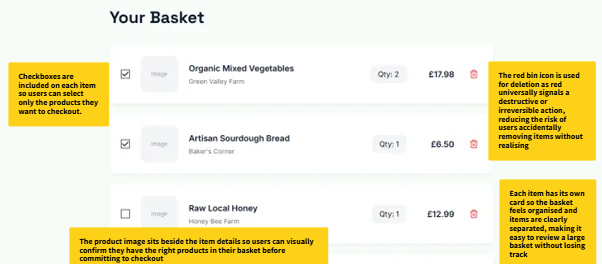 Your Basket
Checkboxes are
included on each item
so users can select
only the products they
want to checkout.
Image
Organic Mixed Vegetables
Green Valley Farm
Qty: 2
£17.98
The red bin icon is used
for deletion as red
universally signals a
destructive or
irreversible action,
reducing the risk of
users accidentally
removing items without
realising
Image
Artisan Sourdough Bread
Baker's Corner
Qty: 1
£6.50
Image
Raw Local Honey
Honey Bee Farm
Qty: 1
£12.99
Each item has its own
card so the basket
feels organised and
items are clearly
separated, making it
easy to review a large
basket without losing
track
The product image sits beside the item details so users can visually
confirm they have the right products in their basket before
committing to checkout